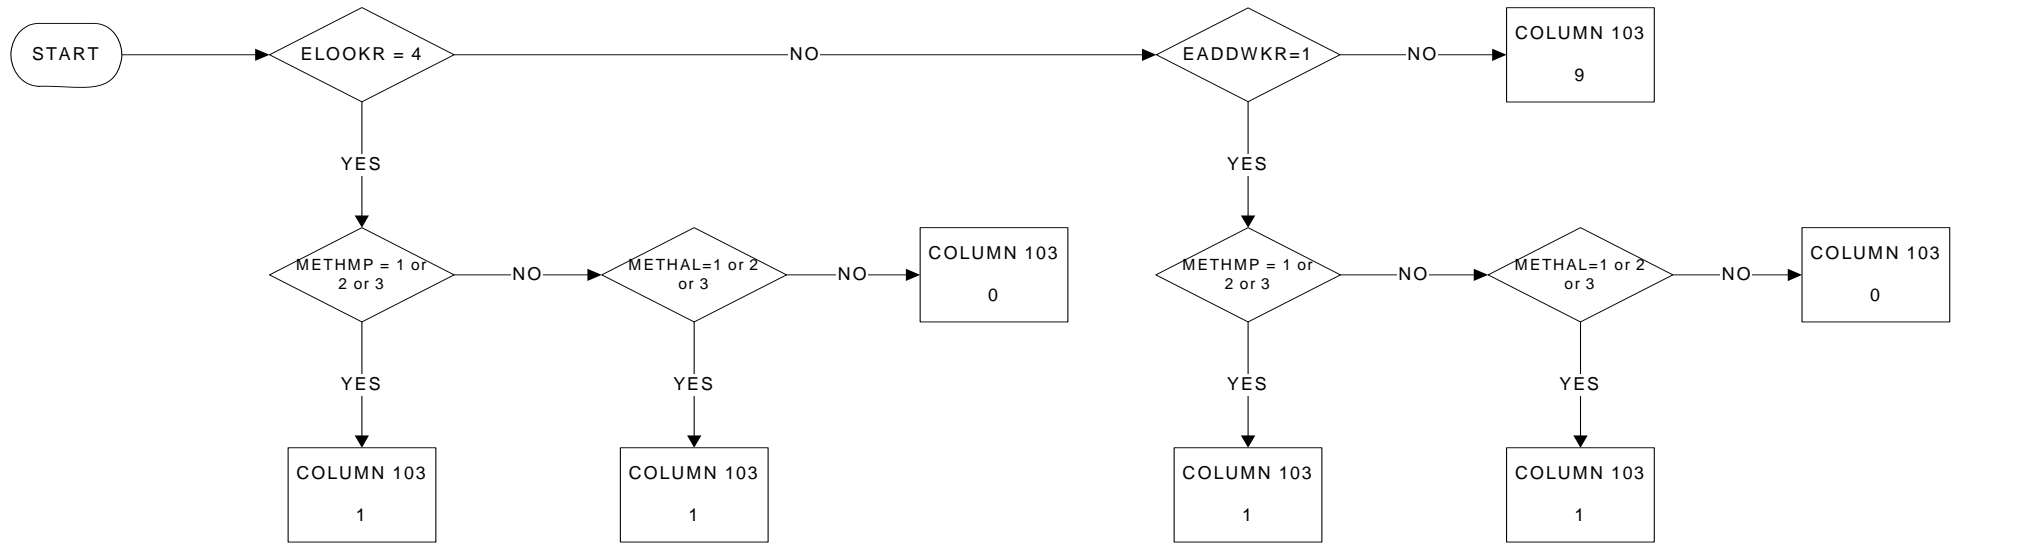 START
ELOOKR = 4
NO
EADDWKR=1
NO
COLUMN 103
9
YES
YES
METHMP = 1 or
2 or 3
NO
METHAL=1 or 2
or 3
NO
COLUMN 103
0
METHMP = 1 or
2 or 3
NO
METHAL=1 or 2
or 3
NO
COLUMN 103
0
YES
YES
YES
YES
COLUMN 103
1
COLUMN 103
1
COLUMN 103
1
COLUMN 103
1